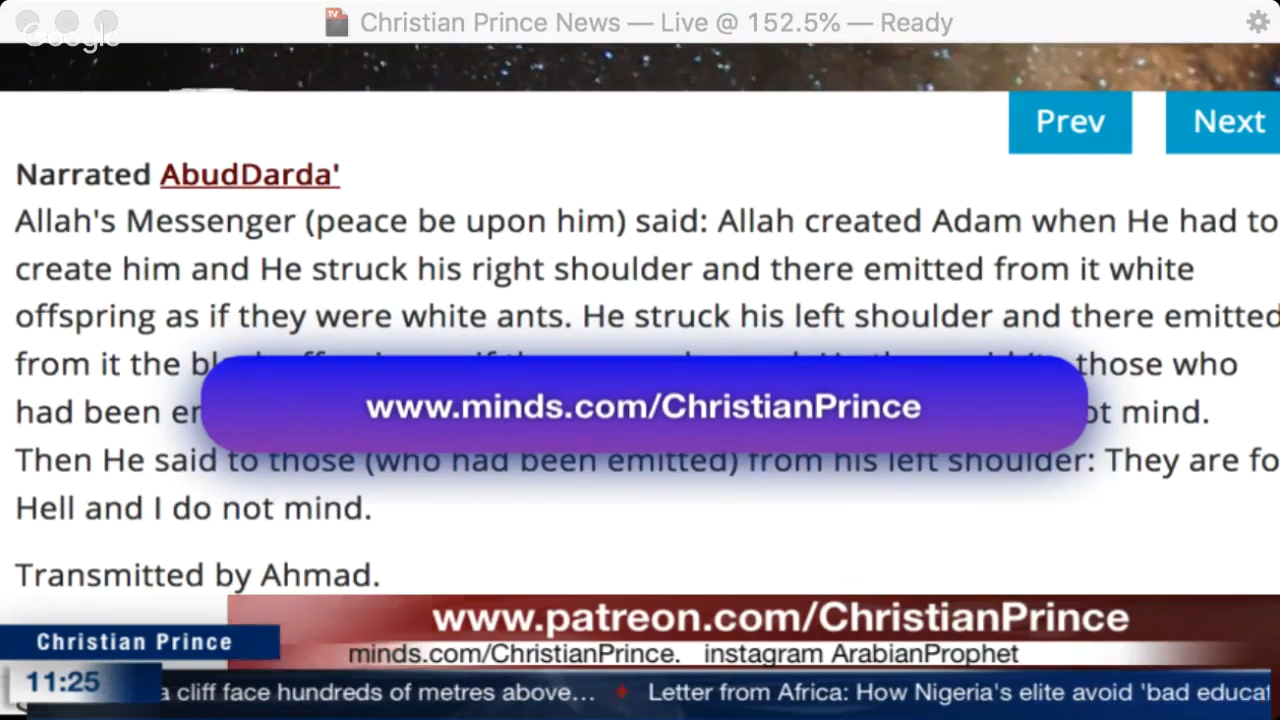 Christian Prince News — Live @ 152.5% — Ready
Google
Prev
Next
Narrated AbudDarda'
Allah's Messenger (peace be upon him) said: Allah created Adam when He had to
create him and He struck his right shoulder and there emitted from it white
offspring as if they were white ants. He struck his left shoulder and there emitted
from it the those who
had been mind.
www.minds.com/ChristianPrince
Then He said to those (who had been emitted) from his left shoulder: They are fo
Hell and I do not mind.
Transmitted by Ahmad.
www.patreon.com/ChristianPrince
Christian Prince
minds.com/ChristianPrince. instagram ArabianProphet
11:25
a cliff face hundreds of metres above... ♦ Letter from Africa: How Nigeria's elite avoid 'bad educat